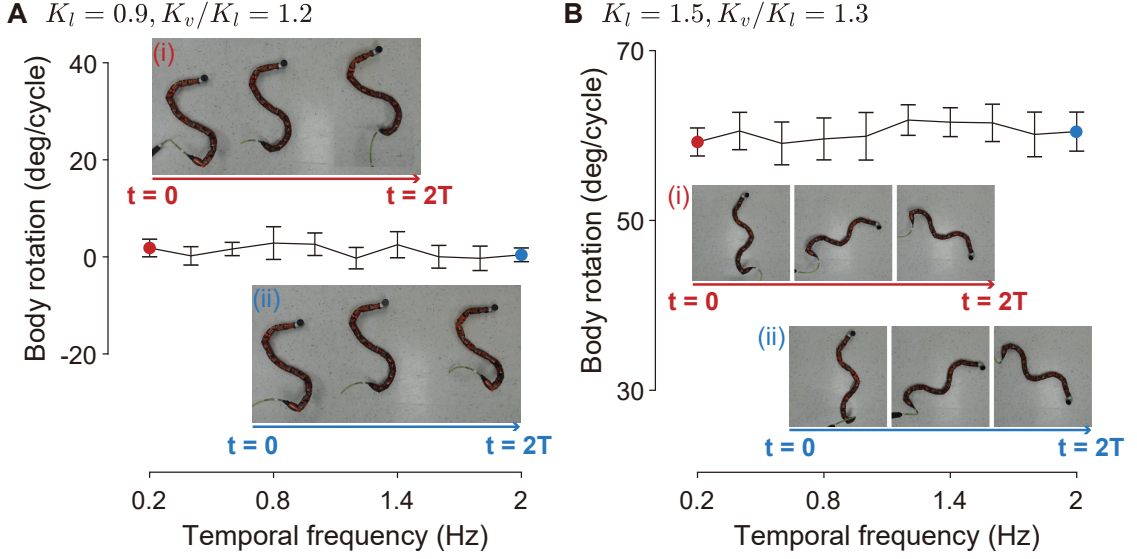 A K_l = 0.9, K_v/K_l = 1.2
Body rotation (deg/cycle)
40
20
0
-20
(i)
t = 0
t = 2T
(ii)
t = 0
t = 2T
0.2
0.8
1.4
2
Temporal frequency (Hz)
B K_l = 1.5, K_v/K_l = 1.3
Body rotation (deg/cycle)
70
50
30
(i)
t = 0
t = 2T
(ii)
t = 0
t = 2T
0.2
0.8
1.4
2
Temporal frequency (Hz)